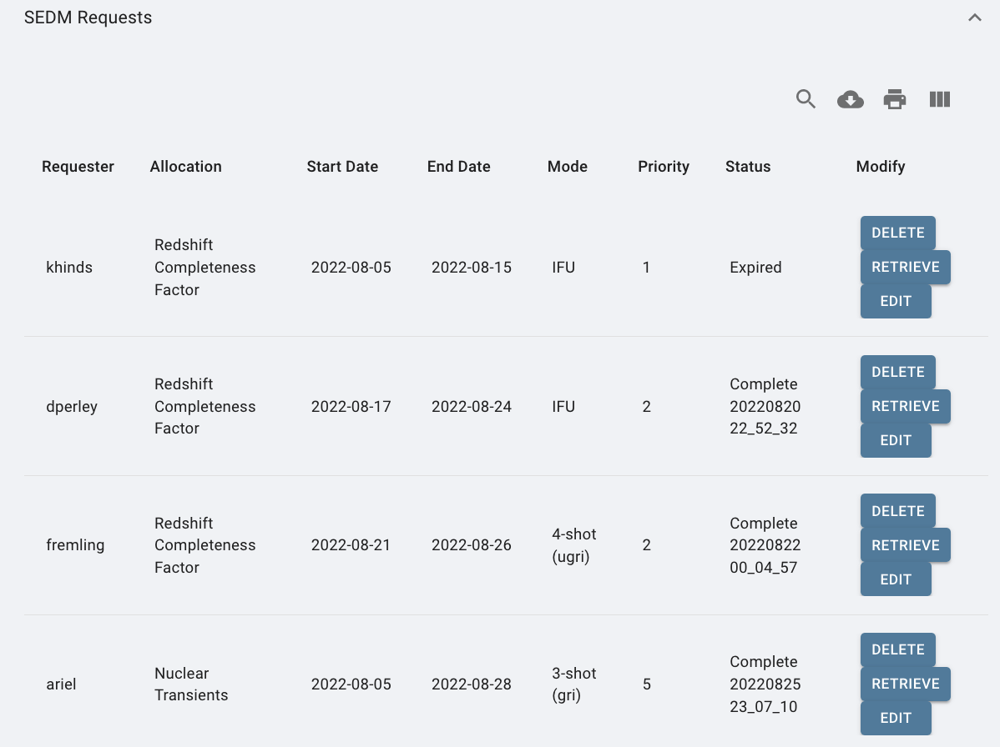 SEDM Requests
Requester Allocation Start Date End Date Mode Priority Status Modify
khinds
Redshift
Completeness
Factor
2022-08-05
2022-08-15
IFU
1
Expired
DELETE
RETRIEVE
EDIT
dperley
Redshift
Completeness
Factor
2022-08-17
2022-08-24
IFU
2
Complete
20220820
22_52_32
DELETE
RETRIEVE
EDIT
fremling
Redshift
Completeness
Factor
2022-08-21
2022-08-26
4-shot
(ugri)
2
Complete
20220822
00_04_57
DELETE
RETRIEVE
EDIT
ariel
Nuclear
Transients
2022-08-05
2022-08-28
3-shot
(gri)
5
Complete
20220825
23_07_10
DELETE
RETRIEVE
EDIT